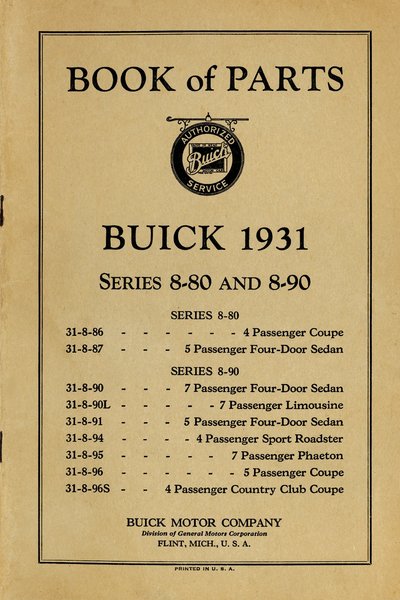 BOOK of PARTS
AUTHORIZED
Buick
SERVICE
BUICK 1931
SERIES 8-80 AND 8-90
SERIES 8-80
31-8-86 - - - - - - 4 Passenger Coupe
31-8-87 - - - 5 Passenger Four-Door Sedan
SERIES 8-90
31-8-90 - - - 7 Passenger Four-Door Sedan
31-8-90L - - - - - 7 Passenger Limousine
31-8-91 - - - 5 Passenger Four-Door Sedan
31-8-94 - - - - 4 Passenger Sport Roadster
31-8-95 - - - - - 7 Passenger Phaeton
31-8-96 - - - - - - 5 Passenger Coupe
31-8-96S - - 4 Passenger Country Club Coupe
BUICK MOTOR COMPANY
Division of General Motors Corporation
FLINT, MICH., U. S. A.
PRINTED IN U. S. A.